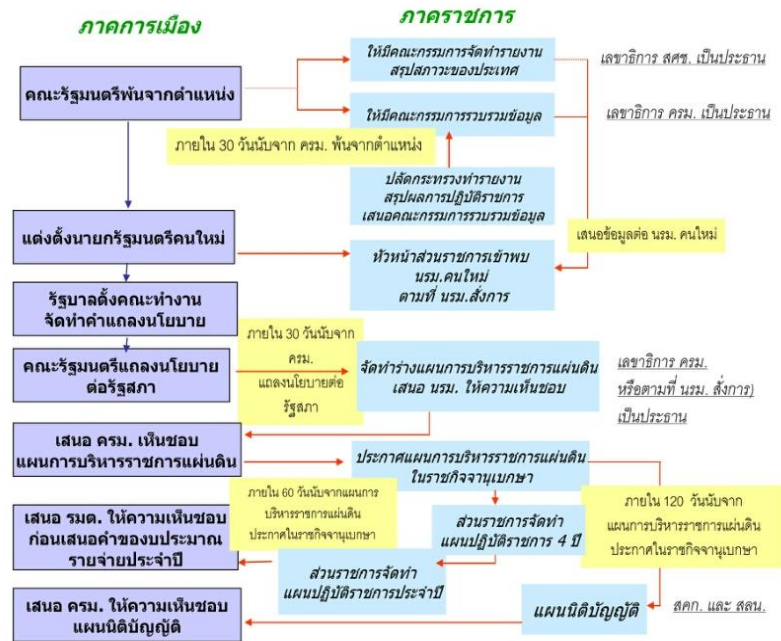 ภาคการเมือง
ภาคราชการ
คณะรัฐมนตรีพ้นจากตำแหน่ง
ให้มีคณะกรรมการจัดทำรายงาน
สรุปสภาวะของประเทศ
เลขาธิการ สศช. เป็นประธาน
ให้มีคณะกรรมการรวบรวมข้อมูล
เลขาธิการ ครม. เป็นประธาน
ภายใน 30 วันนับจาก ครม. พ้นจากตำแหน่ง
ปลัดกระทรวงทำรายงาน
สรุปผลการปฏิบัติราชการ
เสนอคณะกรรมการรวบรวมข้อมูล
แต่งตั้งนายกรัฐมนตรีคนใหม่
เสนอข้อมูลต่อ นรม. คนใหม่
หัวหน้าส่วนราชการเข้าพบ
นรม.คนใหม่
ตามที่ นรม.สั่งการ
รัฐบาลตั้งคณะทำงาน
จัดทำคำแถลงนโยบาย
คณะรัฐมนตรีแถลงนโยบาย
ต่อรัฐสภา
ภายใน 30 วันนับจาก
ครม.
แถลงนโยบายต่อ
รัฐสภา
จัดทำร่างแผนการบริหารราชการแผ่นดิน
เสนอ นรม. ให้ความเห็นชอบ
เลขาธิการ ครม.
หรือตามที่ นรม. สั่งการ)
เป็นประธาน
เสนอ ครม. เห็นชอบ
แผนการบริหารราชการแผ่นดิน
ประกาศแผนการบริหารราชการแผ่นดิน
ในราชกิจจานุเบกษา
ภายใน 60 วันนับจากแผนการ
บริหารราชการแผ่นดิน
ประกาศในราชกิจจานุเบกษา
ภายใน 120 วันนับจาก
แผนการบริหารราชการแผ่นดิน
ประกาศในราชกิจจานุเบกษา
เสนอ รมต. ให้ความเห็นชอบ
ก่อนเสนอคำของบประมาณ
รายจ่ายประจำปี
ส่วนราชการจัดทำ
แผนปฏิบัติราชการ 4 ปี
ส่วนราชการจัดทำ
แผนปฏิบัติราชการประจำปี
เสนอ ครม. ให้ความเห็นชอบ
แผนนิติบัญญัติ
แผนนิติบัญญัติ
สคก. และ สลน.